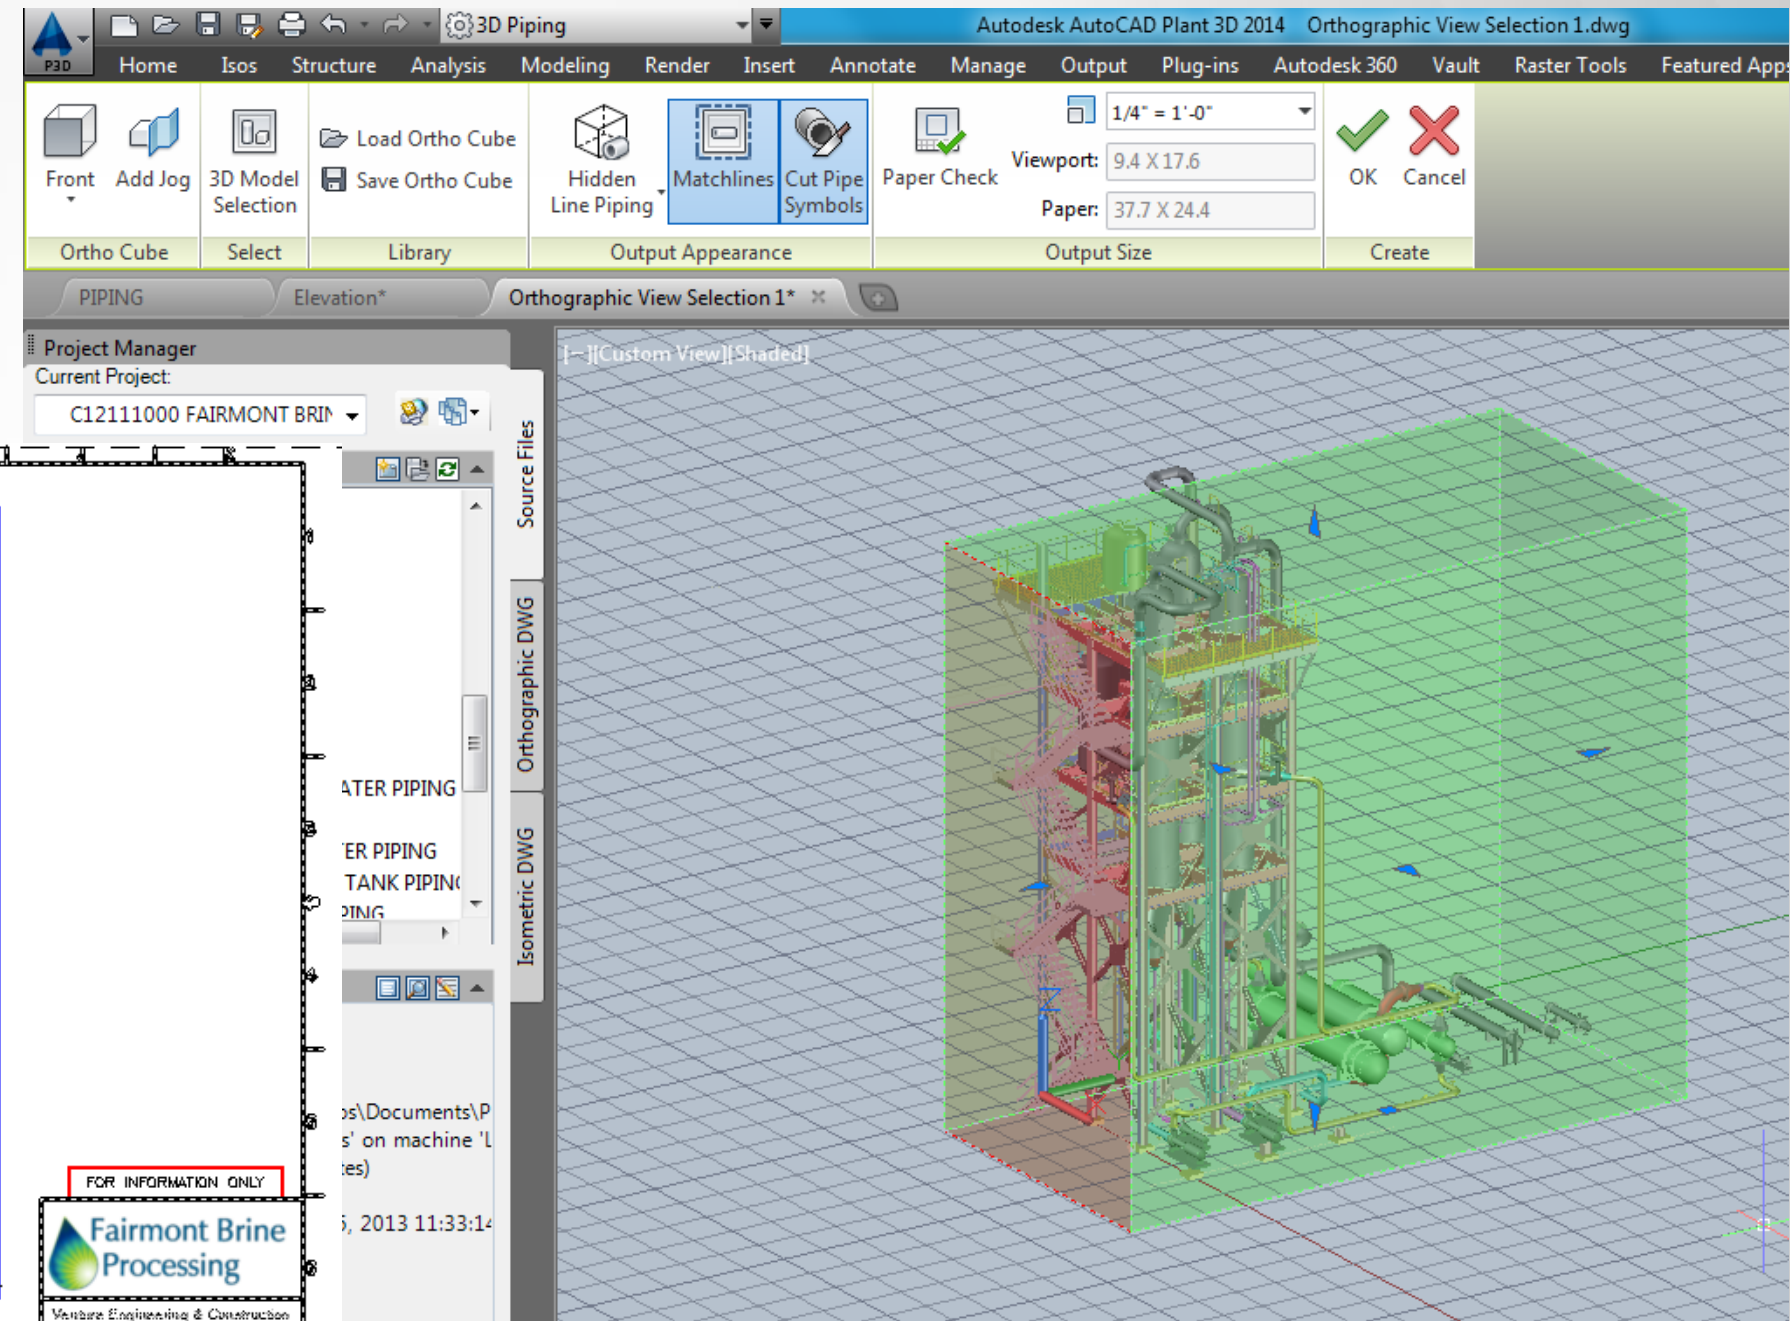 3D Piping
Autodesk AutoCAD Plant 3D 2014 Orthographic View Selection 1.dwg
P3D
Home Isos Structure Analysis Modeling Render Insert Annotate Manage Output Plug-ins Autodesk 360 Vault Raster Tools Featured Apps
Front
Add Jog
Ortho Cube
3D Model
Selection
Select
Load Ortho Cube
Save Ortho Cube
Library
Hidden
Line Piping
Matchlines
Cut Pipe
Symbols
Output Appearance
Paper Check
1/4" = 1'-0"
Viewport: 9.4 X 17.6
Paper: 37.7 X 24.4
Output Size
OK
Cancel
Create
PIPING
Elevation*
Orthographic View Selection 1*
Project Manager
Current Project:
C12111000 FAIRMONT BRIN
Source Files
Orthographic DWG
Isometric DWG
[−][Custom View][Shaded]
ATER PIPING
ER PIPING
TANK PIPIN
PING
Z
X
os\Documents\P
s' on machine 'L
tes)
5, 2013 11:33:14
FOR INFORMATION ONLY
Fairmont Brine
Processing
Venture Engineering & Construction